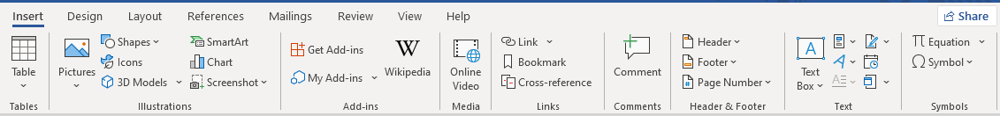 Insert Design Layout References Mailings Review View Help Share
Table
Tables
Pictures
Shapes
Icons
3D Models
SmartArt
Chart
Screenshot
Illustrations
Get Add-ins
My Add-ins
W
Wikipedia
Add-ins
Online
Video
Media
Link
Bookmark
Cross-reference
Links
Comment
Comments
Header
Footer
Page Number
Header & Footer
A
Text
Box
Text
Equation
Symbol
Symbols